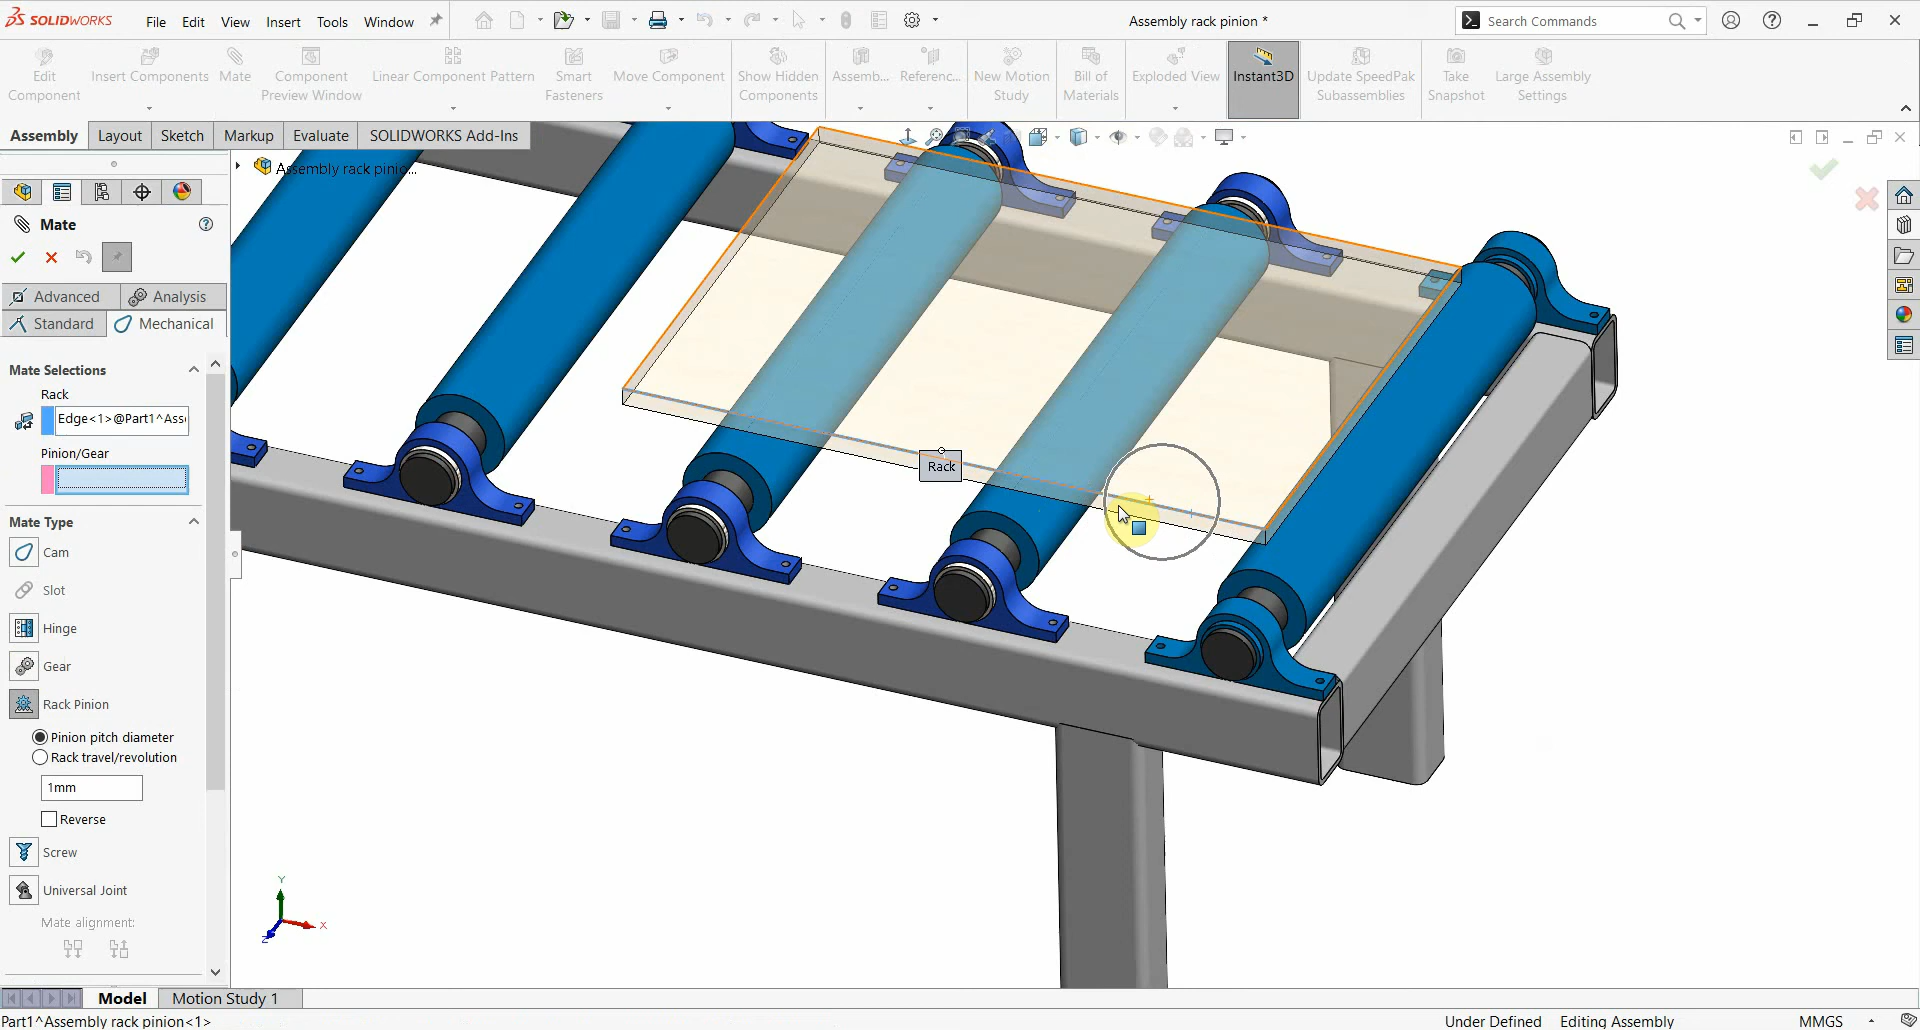 SOLIDWORKS File Edit View Insert Tools Window Assembly rack pinion * Search Commands
Edit Component Insert Components Mate Component Preview Window Linear Component Pattern Smart Fasteners Move Component Show Hidden Components Assemb... Referenc... New Motion Study Bill of Materials Exploded View Instant3D Update SpeedPak Subassemblies Take Snapshot Large Assembly Settings
Assembly Layout Sketch Markup Evaluate SOLIDWORKS Add-Ins
Assembly rack pinio...
Mate
Advanced Analysis
Standard Mechanical
Mate Selections
Rack
Edge<1>@Part1^Ass
Pinion/Gear
Rack
Mate Type
Cam
Slot
Hinge
Gear
Rack Pinion
Pinion pitch diameter
Rack travel/revolution
1mm
Reverse
Screw
Universal Joint
Mate alignment:
Y
X
Z
Model Motion Study 1
Part1^Assembly rack pinion<1> Under Defined Editing Assembly MMGS